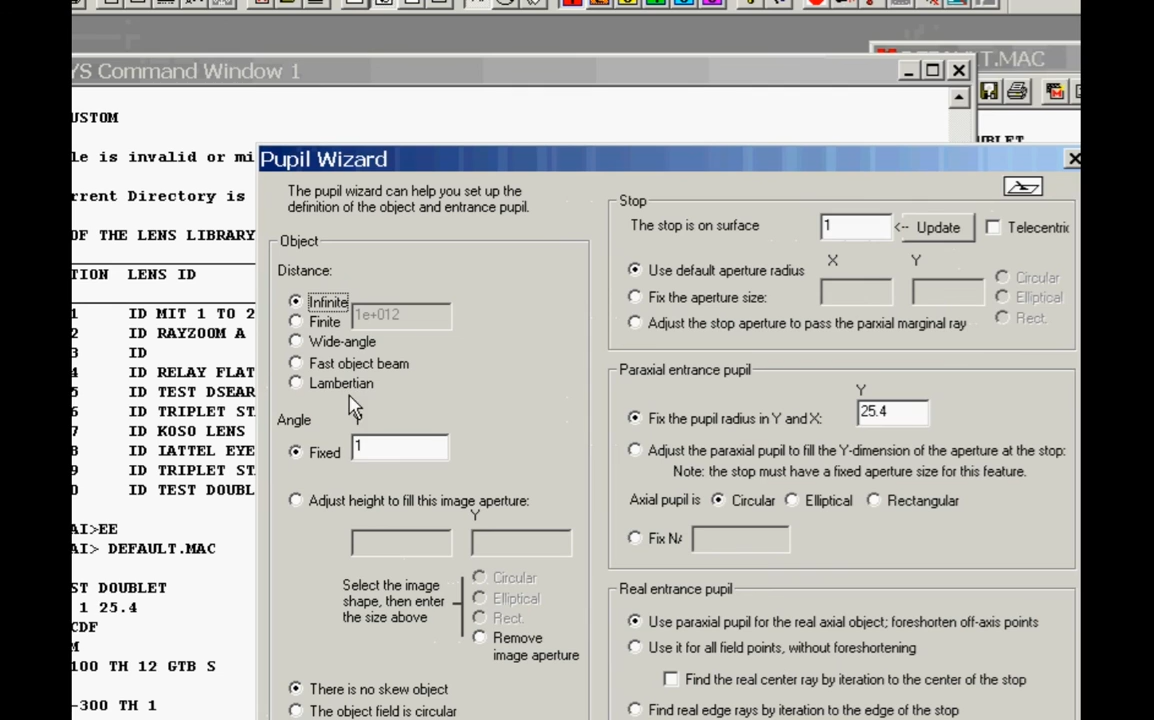 YS Command Window 1
T.MAC
USTOM
le is invalid or mi
rrent Directory is
OF THE LENS LIBRARY
TION LENS ID
1 ID MIT 1 TO 2
2 ID RAYZOOM A
3 ID
4 ID RELAY FLAT
5 ID TEST DSEAR
6 ID TRIPLET ST
7 ID KOSO LENS
8 ID IATTEL EYE
9 ID TRIPLET ST
0 ID TEST DOUBL
AI>EE
AI> DEFAULT.MAC
ST DOUBLET
1 25.4
CDF
M
100 TH 12 GTB S
-300 TH 1
Pupil Wizard
The pupil wizard can help you set up the
definition of the object and entrance pupil.
Object
Distance:
Infinite
1e+012
Finite
Wide-angle
Fast object beam
Lambertian
Angle
Fixed 1
Adjust height to fill this image aperture:
Y
Select the image
shape, then enter
the size above
Circular
Elliptical
Rect.
Remove
image aperture
There is no skew object
The object field is circular
Stop
The stop is on surface 1 <-- Update Telecentric
X Y
Use default aperture radius
Fix the aperture size:
Circular
Elliptical
Rect.
Adjust the stop aperture to pass the parxial marginal ray
Paraxial entrance pupil
Y
Fix the pupil radius in Y and X: 25.4
Adjust the paraxial pupil to fill the Y-dimension of the aperture at the stop:
Note: the stop must have a fixed aperture size for this feature.
Axial pupil is Circular Elliptical Rectangular
Fix NA
Real entrance pupil
Use paraxial pupil for the real axial object; foreshorten off-axis points
Use it for all field points, without foreshortening
Find the real center ray by iteration to the center of the stop
Find real edge rays by iteration to the edge of the stop